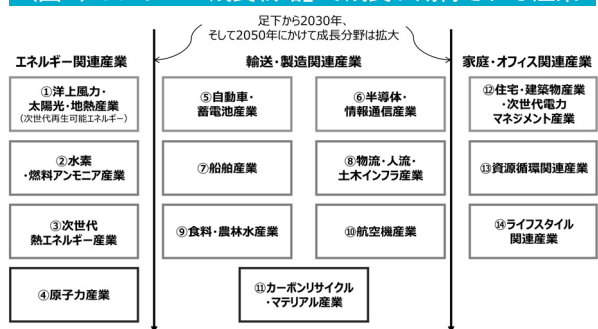 足下から2030年、
そして2050年にかけて成長分野は拡大
エネルギー関連産業
輸送・製造関連産業
家庭・オフィス関連産業
①洋上風力・
太陽光・地熱産業
(次世代再生可能エネルギー)
②水素
・燃料アンモニア産業
③次世代
熱エネルギー産業
④原子力産業
⑤自動車・
蓄電池産業
⑥半導体・
情報通信産業
⑦船舶産業
⑧物流・人流・
土木インフラ産業
⑨食料・農林水産業
⑩航空機産業
⑪カーボンリサイクル
・マテリアル産業
⑫住宅・建築物産業
・次世代電力
マネジメント産業
⑬資源循環関連産業
⑭ライフスタイル
関連産業